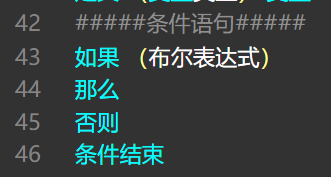 42 #####条件语句#####
43 如果 （布尔表达式）
44 那么
45 否则
46 条件结束